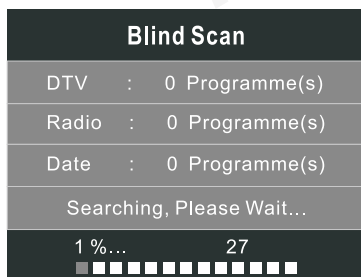 Blind Scan
DTV : 0 Programme(s)
Radio : 0 Programme(s)
Date : 0 Programme(s)
Searching, Please Wait...
1 %... 27